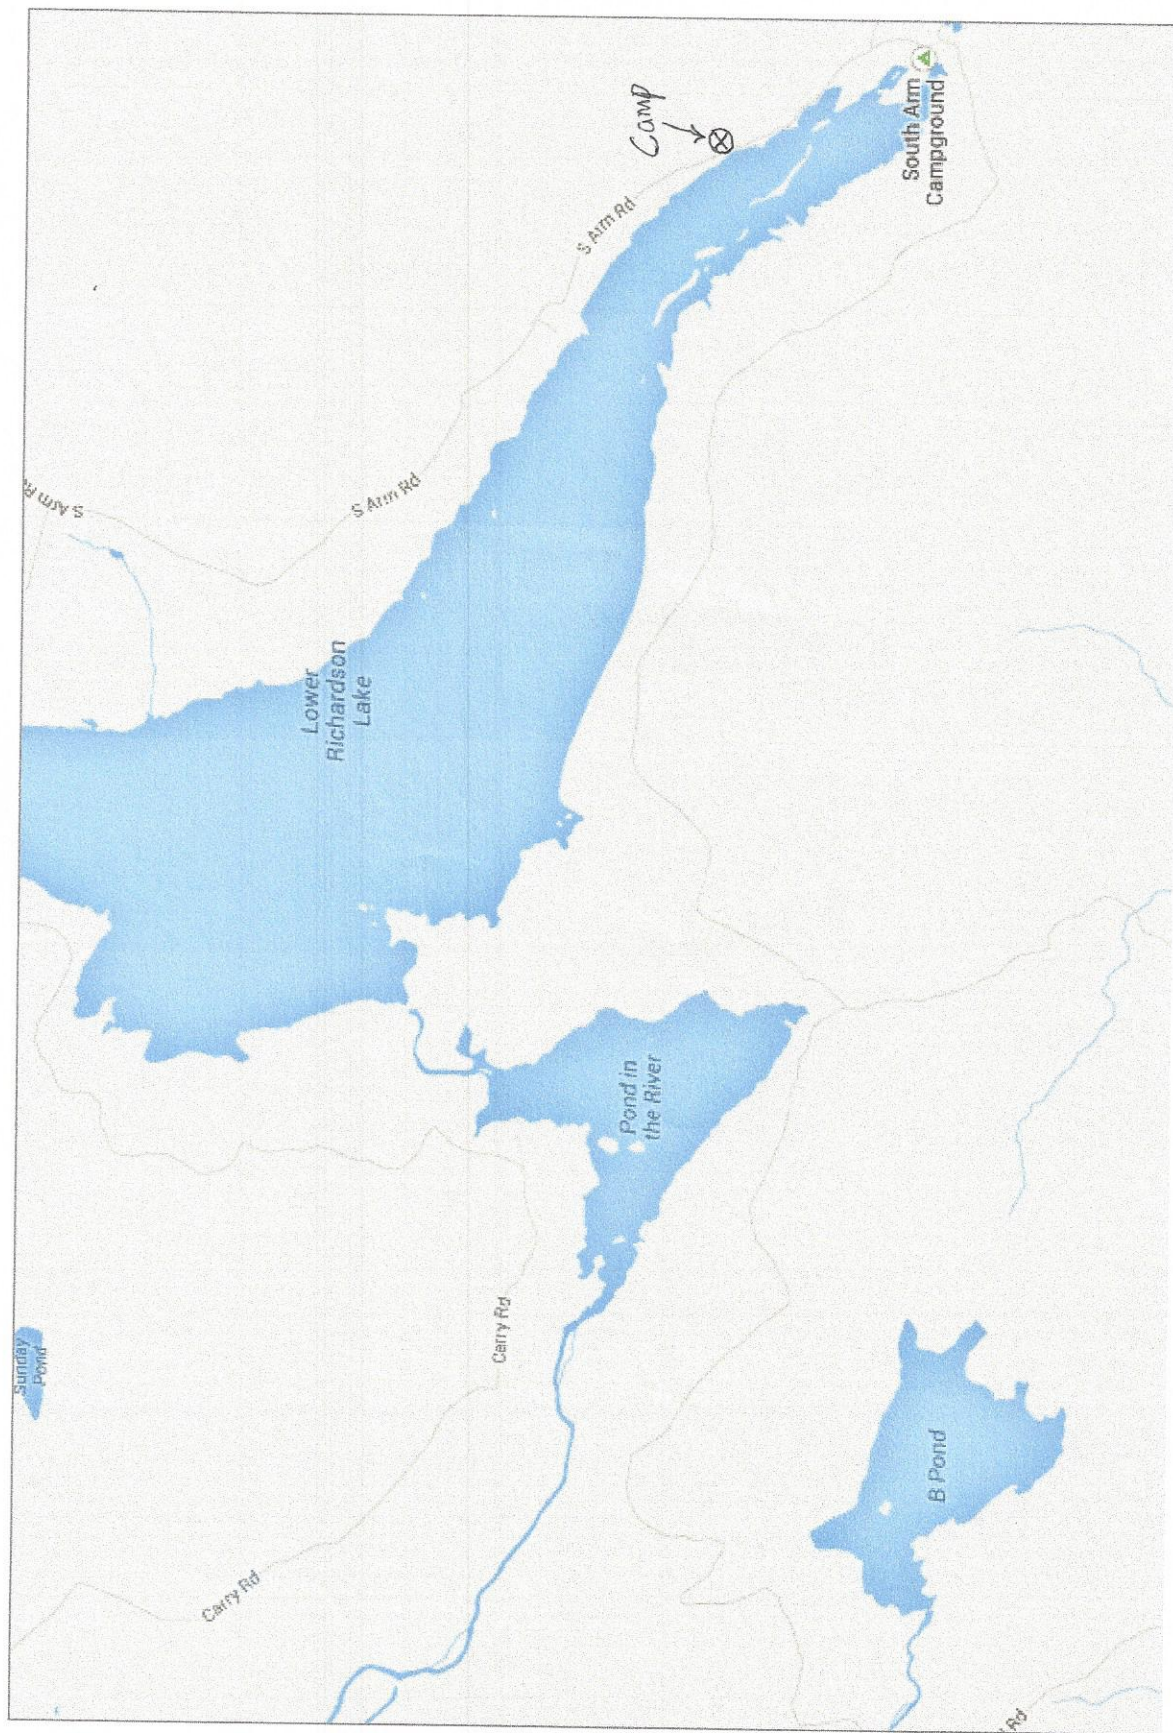 Sunday
Pond
Carry Rd
Carry Rd
Lower
Richardson
Lake
S Arm Rd
S Arm Rd
Camp
Pond in
the River
B Pond
South Arm
Campground
Rd